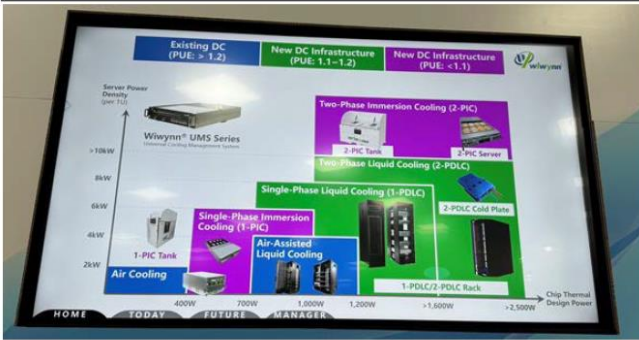 Existing DC
(PUE: > 1.2)
New DC Infrastructure
(PUE: 1.1~1.2)
New DC Infrastructure
(PUE: <1.1)
wiwynn
Server Power
Density
(per 1U)
Wiwynn® UMS Series
Universal Cooling Management System
Two-Phase Immersion Cooling (2-PIC)
2-PIC Tank
2-PIC Server
>10kW
8kW
6kW
4kW
2kW
Two-Phase Liquid Cooling (2-PDLC)
2-PDLC Cold Plate
Single-Phase Liquid Cooling (1-PDLC)
1-PDLC/2-PDLC Rack
Single-Phase Immersion
Cooling (1-PIC)
1-PIC Tank
Air-Assisted
Liquid Cooling
Air Cooling
400W
700W
1,000W
1,200W
>1,600W
>2,500W
Chip Thermal
Design Power
HOME
TODAY
FUTURE
MANAGER